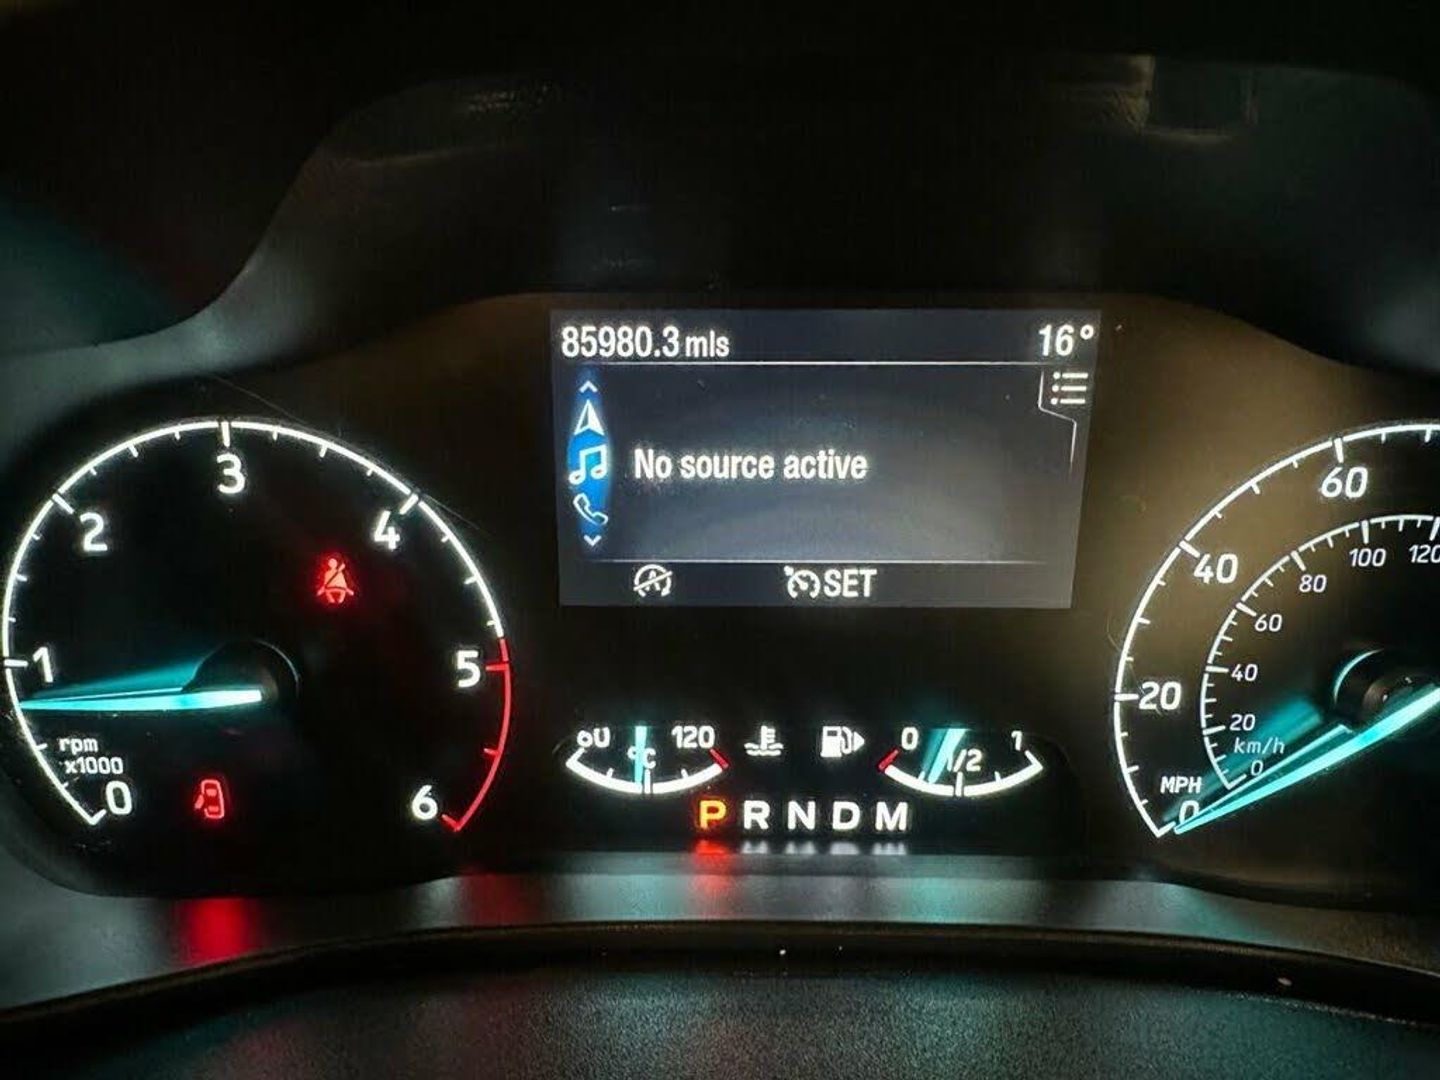 85980.3 mls 16°
No source active
SET
0 1 2 3 4 5 6
rpm
x1000
60 120
°C
0 1/2 1
P R N D M
0 20 40 60
MPH
0 20 40 60 80 100 120
km/h